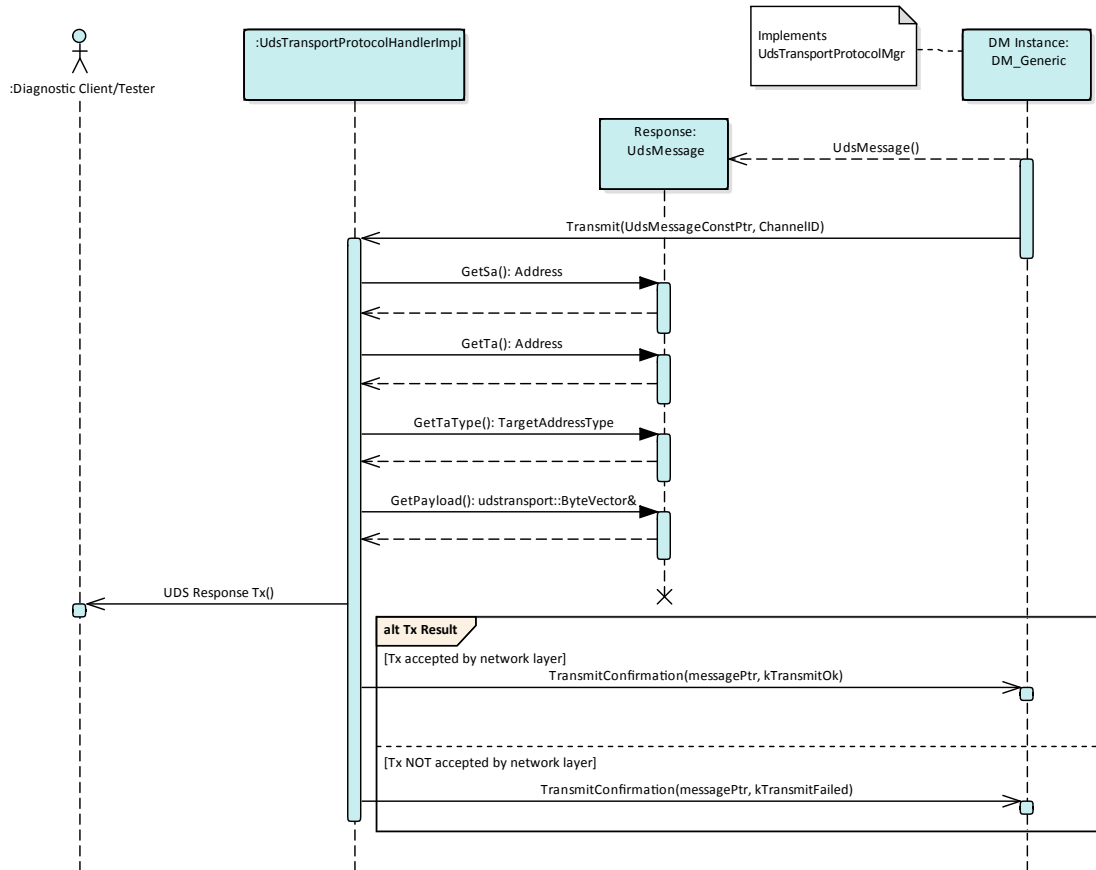 :Diagnostic Client/Tester
:UdsTransportProtocolHandlerImpl
Implements
UdsTransportProtocolMgr
DM Instance:
DM_Generic
Response:
UdsMessage
UdsMessage()
Transmit(UdsMessageConstPtr, ChannelID)
GetSa(): Address
GetTa(): Address
GetTaType(): TargetAddressType
GetPayload(): udstransport::ByteVector&
UDS Response Tx()
alt Tx Result
[Tx accepted by network layer]
TransmitConfirmation(messagePtr, kTransmitOk)
[Tx NOT accepted by network layer]
TransmitConfirmation(messagePtr, kTransmitFailed)